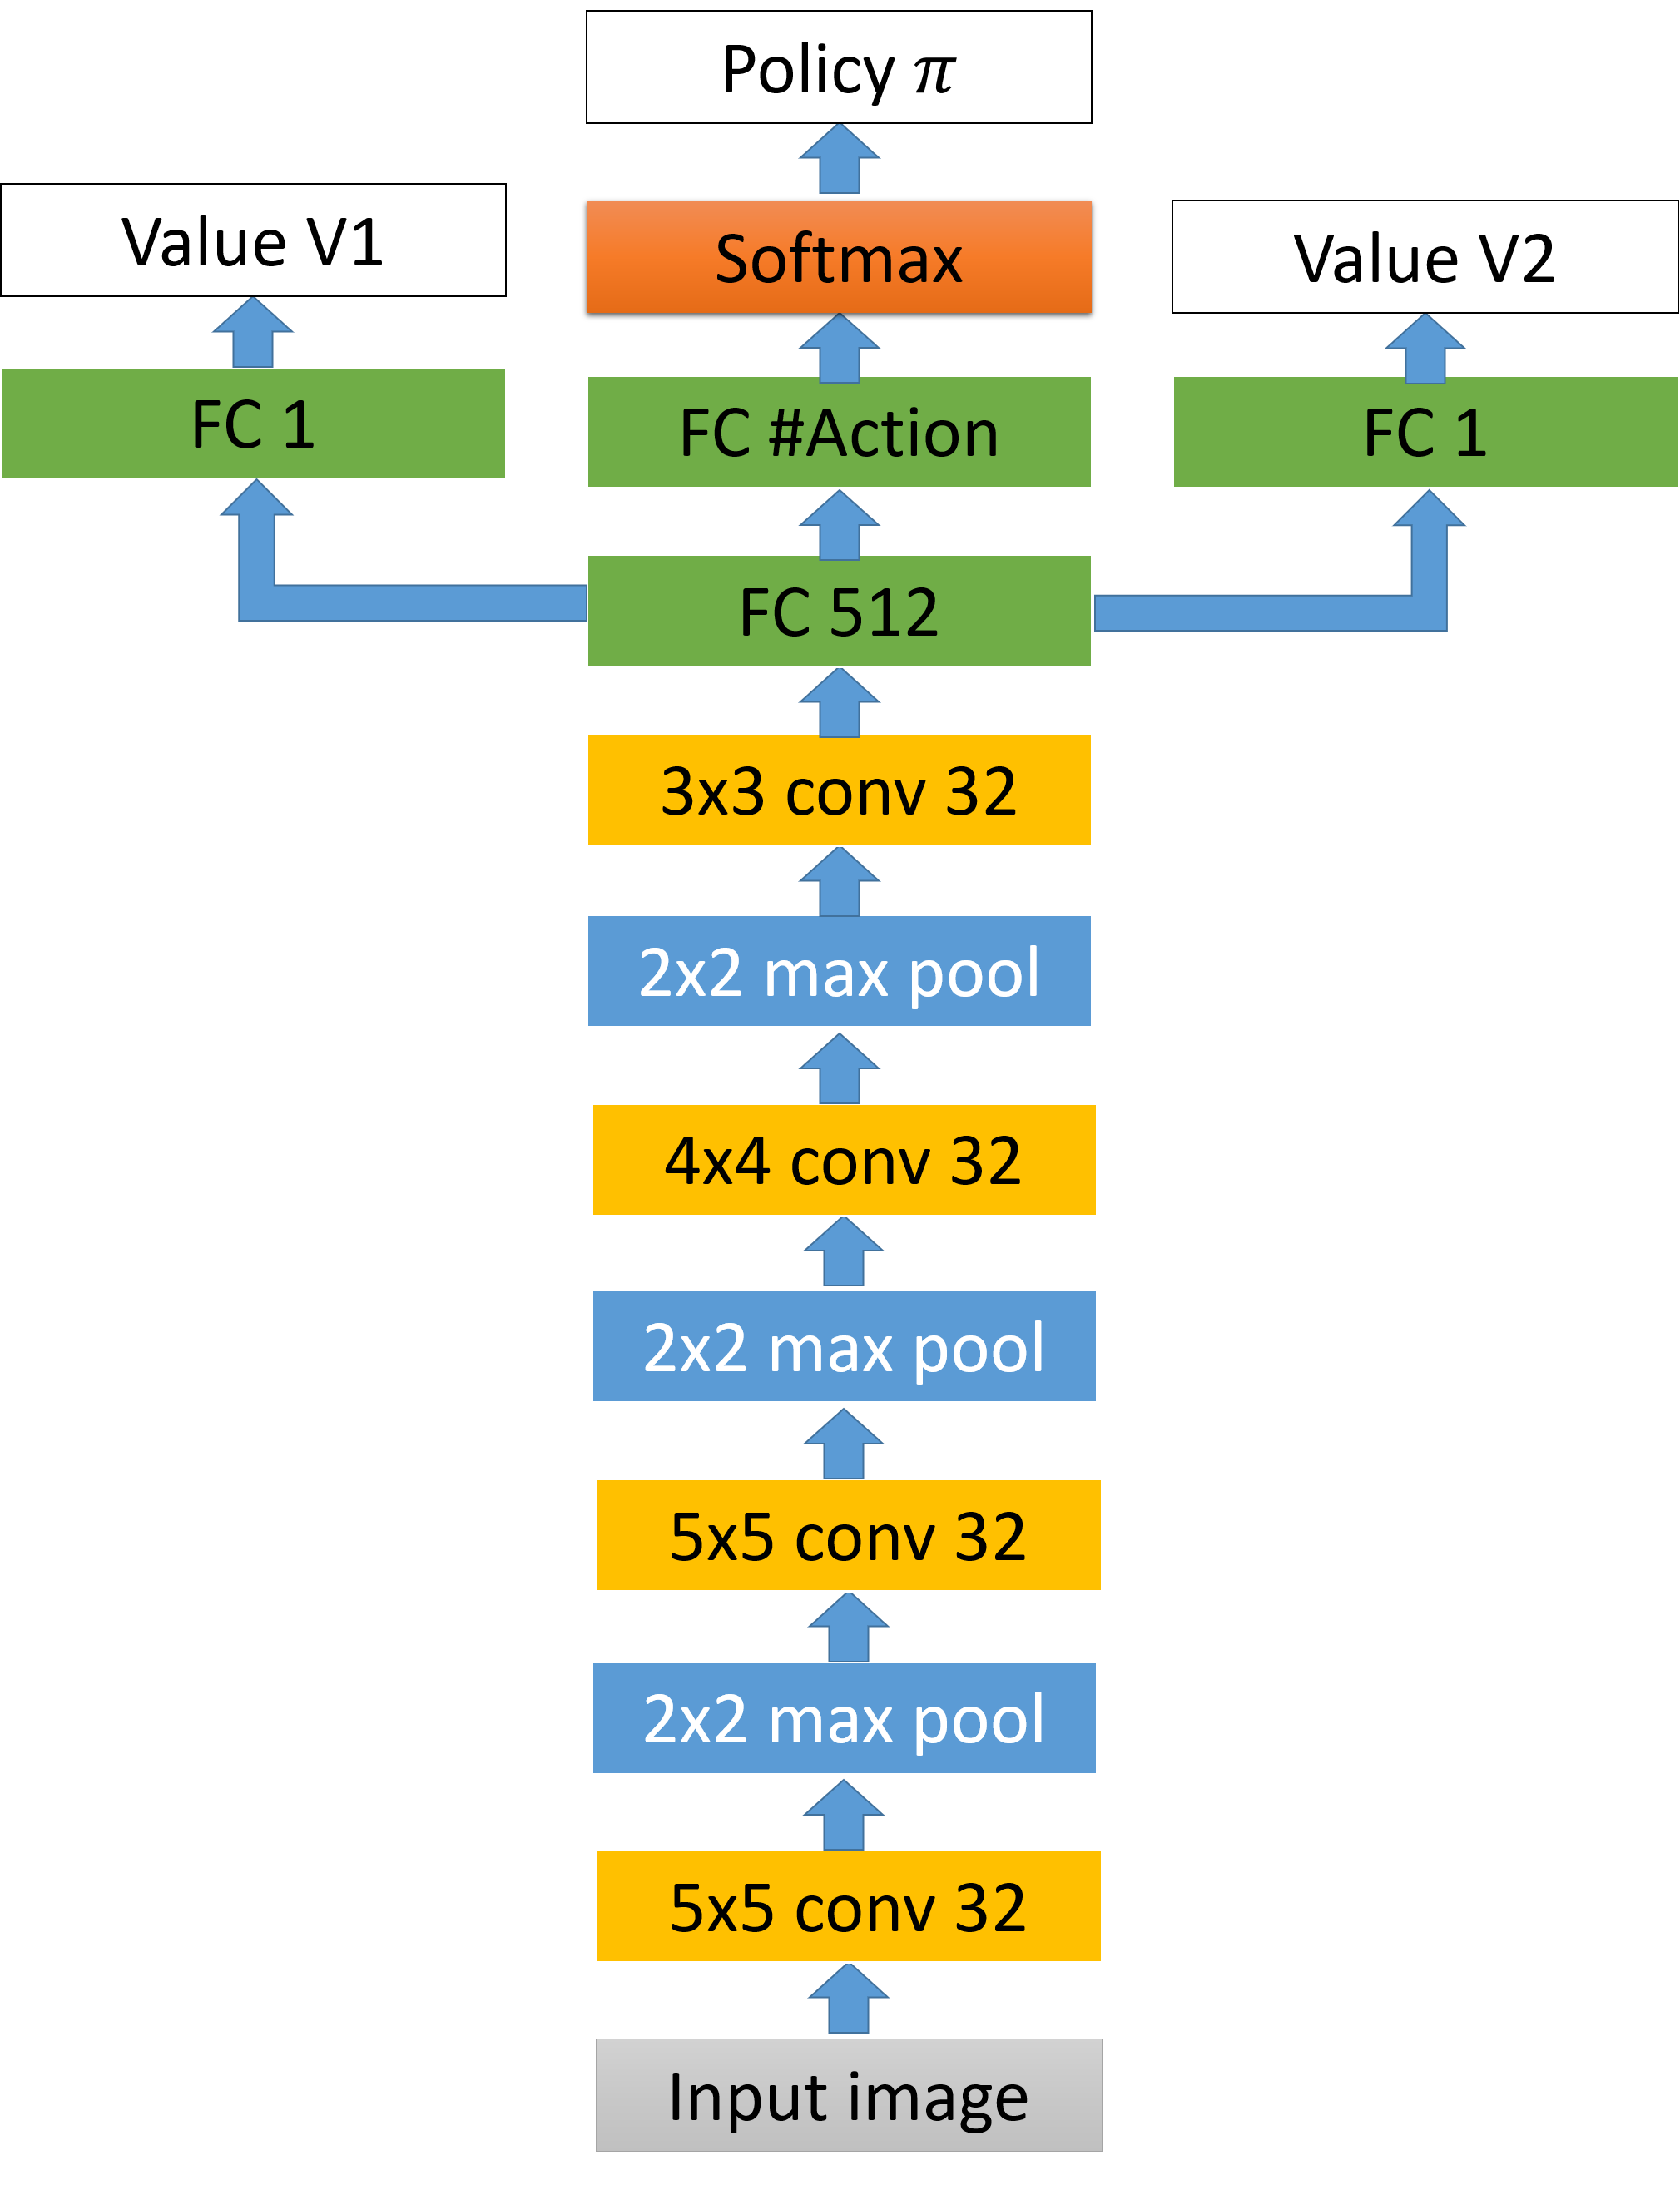 Policy π
Value V1
Softmax
Value V2
FC 1
FC #Action
FC 1
FC 512
3x3 conv 32
2x2 max pool
4x4 conv 32
2x2 max pool
5x5 conv 32
2x2 max pool
5x5 conv 32
Input image